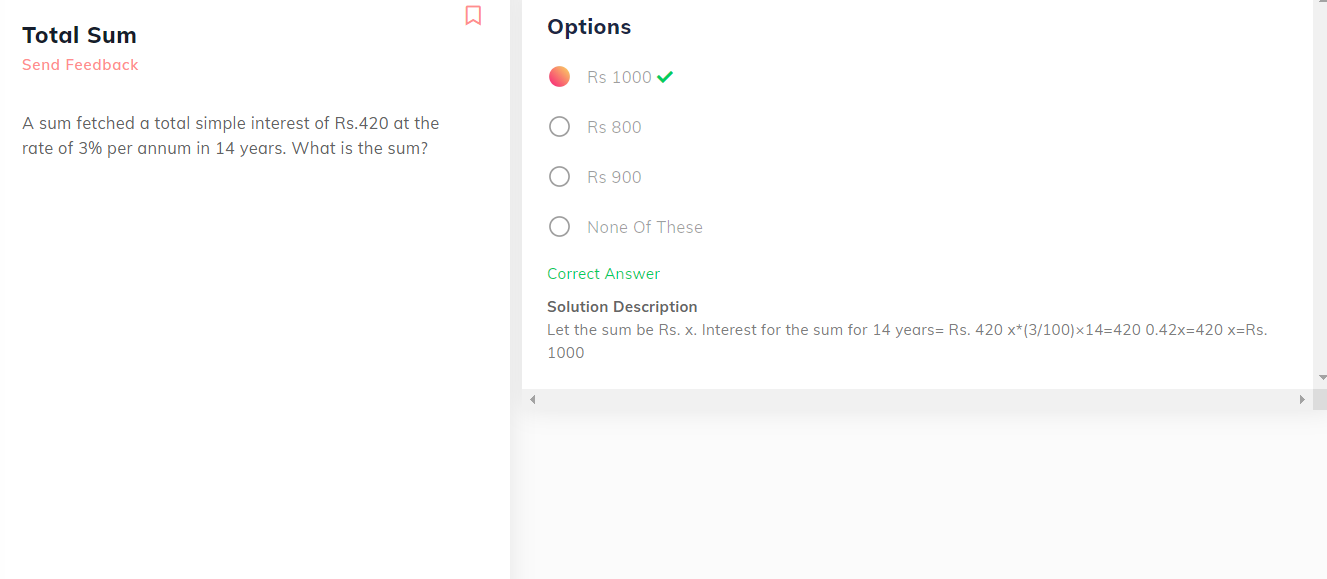 Total Sum
Send Feedback
A sum fetched a total simple interest of Rs.420 at the
rate of 3% per annum in 14 years. What is the sum?
Options
Rs 1000
Rs 800
Rs 900
None Of These
Correct Answer
Solution Description
Let the sum be Rs. x. Interest for the sum for 14 years= Rs. 420 x*(3/100)×14=420 0.42x=420 x=Rs.
1000